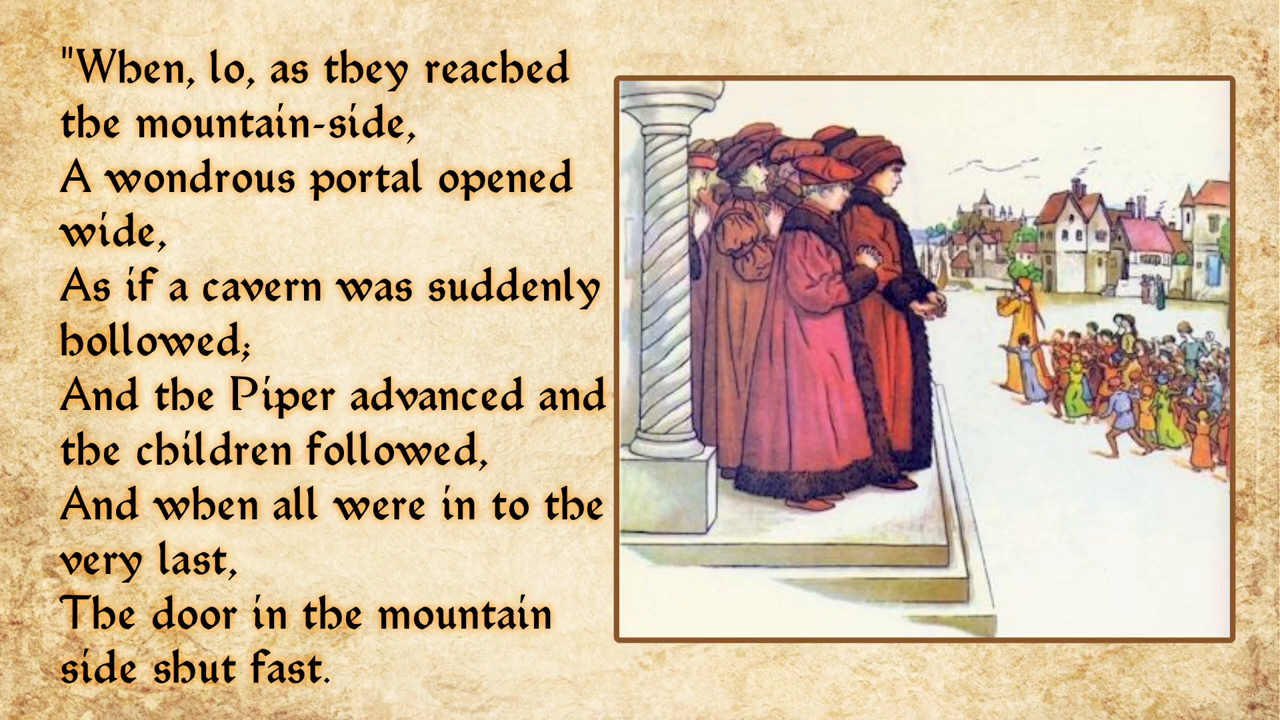 "When, lo, as they reached
the mountain-side,
A wondrous portal opened
wide,
As if a cavern was suddenly
hollowed;
And the Piper advanced and
the children followed,
And when all were in to the
very last,
The door in the mountain
side shut fast.